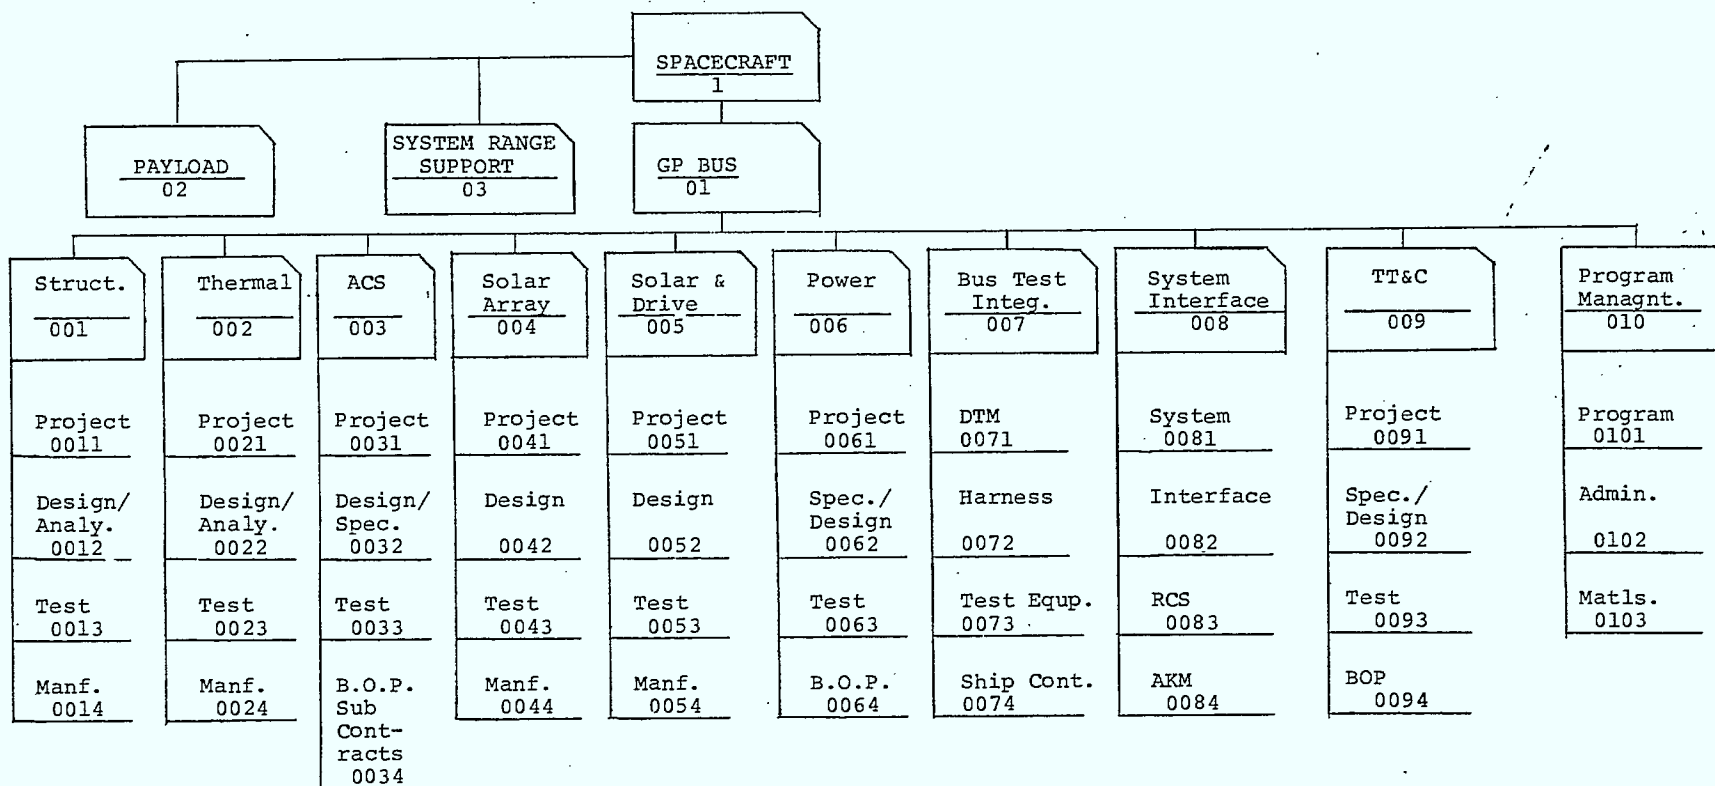 SPACECRAFT
1
PAYLOAD
02
SYSTEM RANGE
SUPPORT
03
GP BUS
01
Struct.
001
Thermal
002
ACS
003
Solar
Array
004
Solar &
Drive
005
Power
006
Bus Test
Integ.
007
System
Interface
008
TT&C
009
Program
Managnt.
010
Project
0011
Design/
Analy.
0012
Test
0013
Manf.
0014
Project
0021
Design/
Analy.
0022
Test
0023
Manf.
0024
Project
0031
Design/
Spec.
0032
Test
0033
B.O.P.
Sub
Cont-
racts
0034
Project
0041
Design
0042
Test
0043
Manf.
0044
Project
0051
Design
0052
Test
0053
Manf.
0054
Project
0061
Spec./
Design
0062
Test
0063
B.O.P.
0064
DTM
0071
Harness
0072
Test Equp.
0073
Ship Cont.
0074
System
0081
Interface
0082
RCS
0083
AKM
0084
Project
0091
Spec./
Design
0092
Test
0093
BOP
0094
Program
0101
Admin.
0102
Matls.
0103